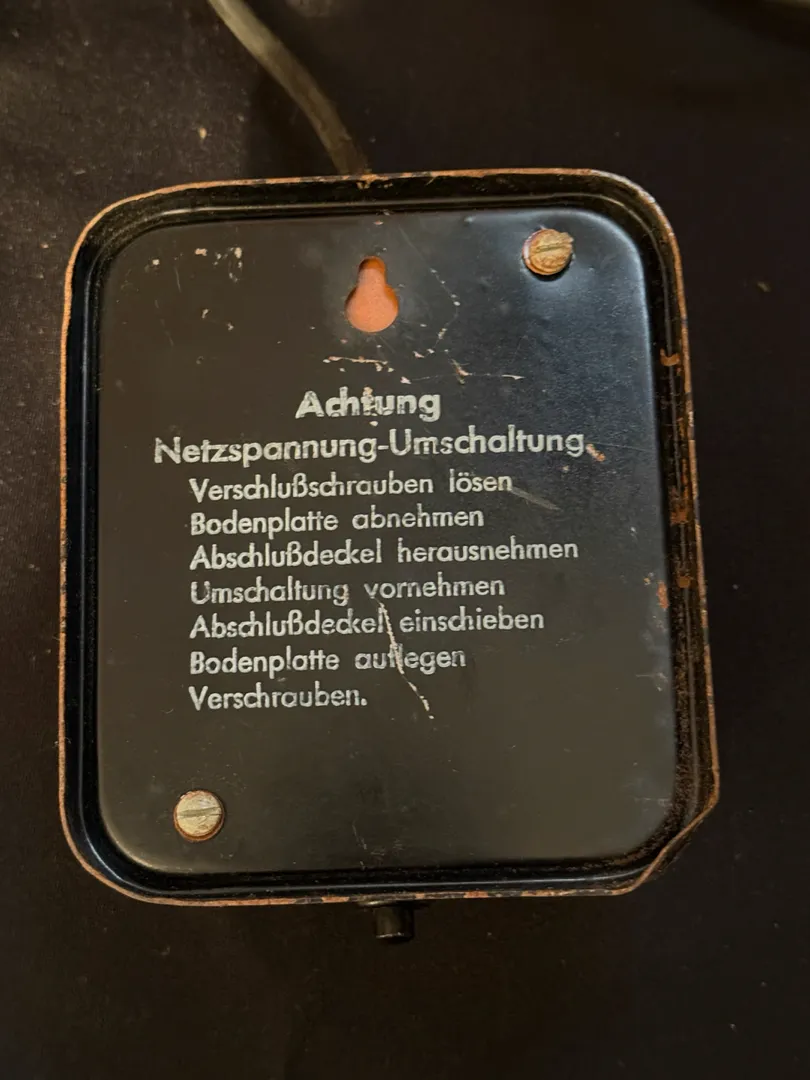 Achtung
Netzspannung-Umschaltung
Verschlußschrauben lösen
Bodenplatte abnehmen
Abschlußdeckel herausnehmen
Umschaltung vornehmen
Abschlußdeckel einschieben
Bodenplatte auflegen
Verschrauben.